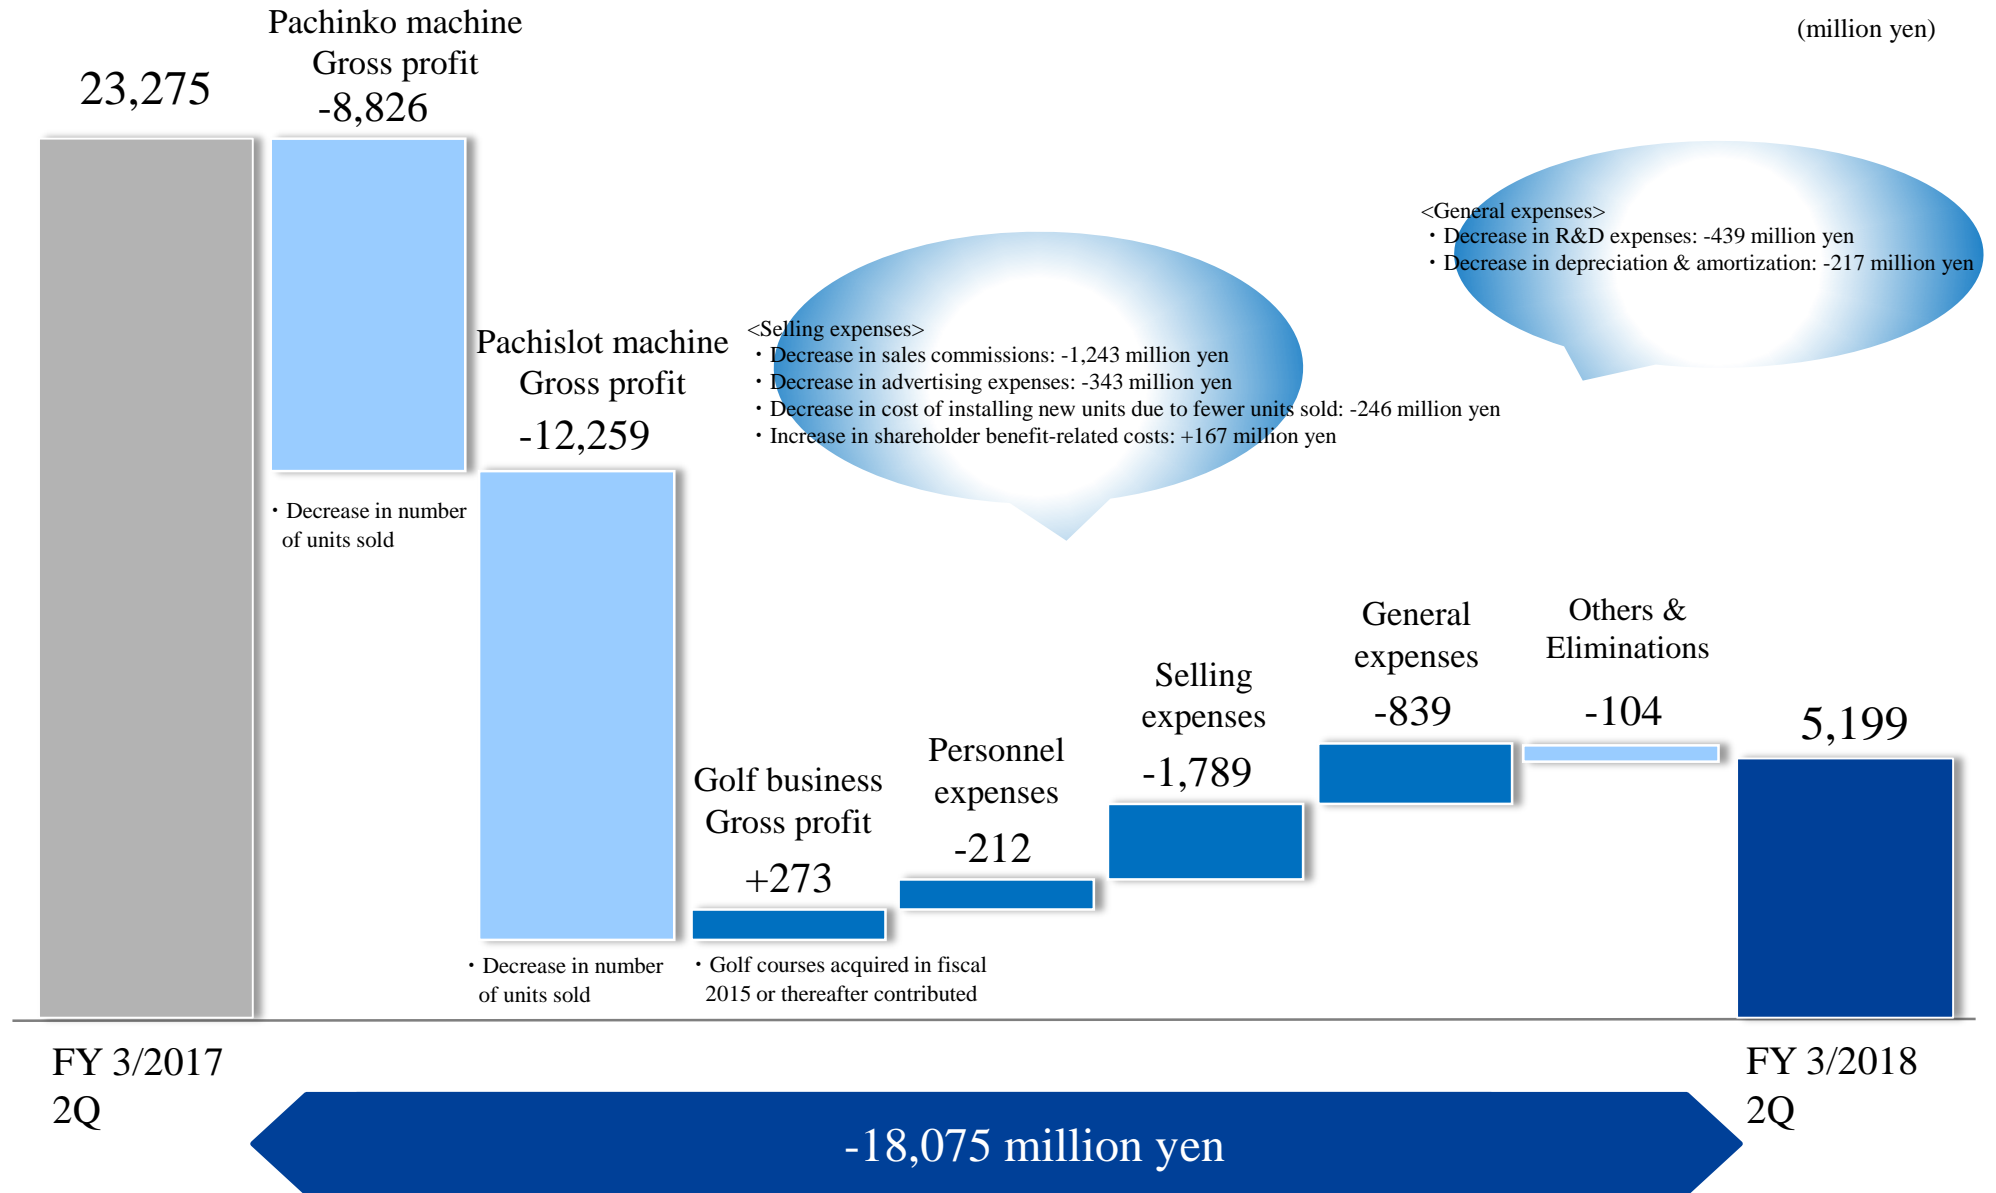 (million yen)
23,275
Pachinko machine
Gross profit
-8,826
・Decrease in number
of units sold
Pachislot machine
Gross profit
-12,259
・Decrease in number
of units sold
<Selling expenses>
・Decrease in sales commissions: -1,243 million yen
・Decrease in advertising expenses: -343 million yen
・Decrease in cost of installing new units due to fewer units sold: -246 million yen
・Increase in shareholder benefit-related costs: +167 million yen
<General expenses>
・Decrease in R&D expenses: -439 million yen
・Decrease in depreciation & amortization: -217 million yen
Golf business
Gross profit
+273
・Golf courses acquired in fiscal
2015 or thereafter contributed
Personnel
expenses
-212
Selling
expenses
-1,789
General
expenses
-839
Others &
Eliminations
-104
5,199
FY 3/2017
2Q
FY 3/2018
2Q
-18,075 million yen